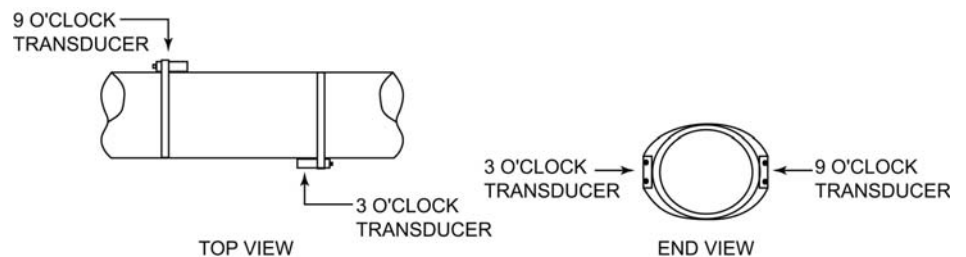 9 O'CLOCK
TRANSDUCER
3 O'CLOCK
TRANSDUCER
TOP VIEW
3 O'CLOCK
TRANSDUCER
9 O'CLOCK
TRANSDUCER
END VIEW